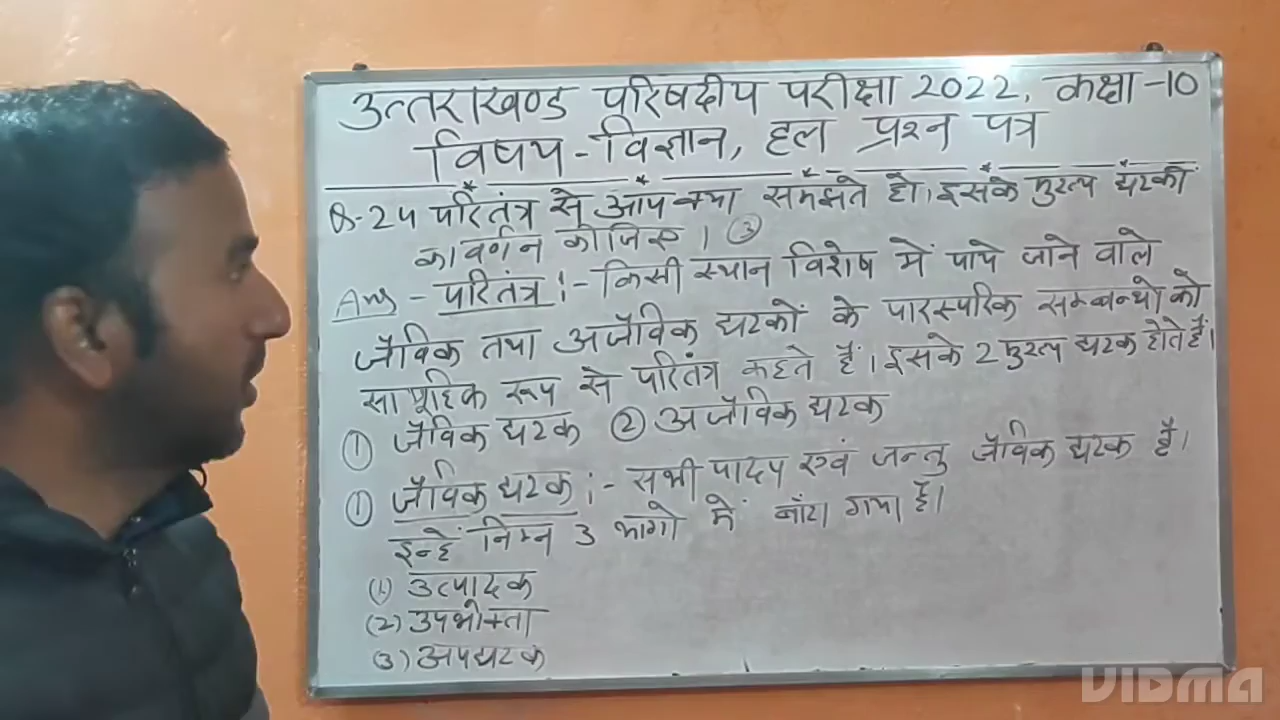 उत्तराखण्ड परिषदीय परीक्षा 2022, कक्षा-10
विषय-विज्ञान, हल प्रश्न पत्र
Q-24 परितंत्र से आप क्या समझते हो। इसके मुख्य घटकों
का वर्णन कीजिए। ③
Ans - परितंत्र :- किसी स्थान विशेष में पाये जाने वाले
जैविक तथा अजैविक घटकों के पारस्परिक सम्बन्धो को
सामूहिक रूप से परितंत्र कहते हैं। इसके 2 मुख्य घटक होते हैं।
① जैविक घटक ② अजैविक घटक
① जैविक घटक :- सभी पादप एवं जन्तु जैविक घटक है।
इन्हें निम्न 3 भागो में बाँटा गया है।
(1) उत्पादक
(2) उपभोक्ता
(3) अपघटक
VIDMA